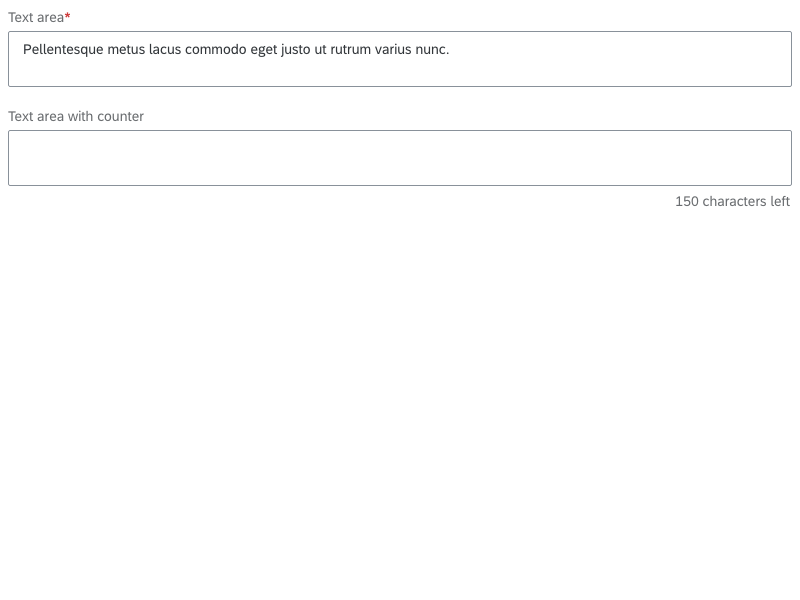 Text area*
Pellentesque metus lacus commodo eget justo ut rutrum varius nunc.
Text area with counter
150 characters left